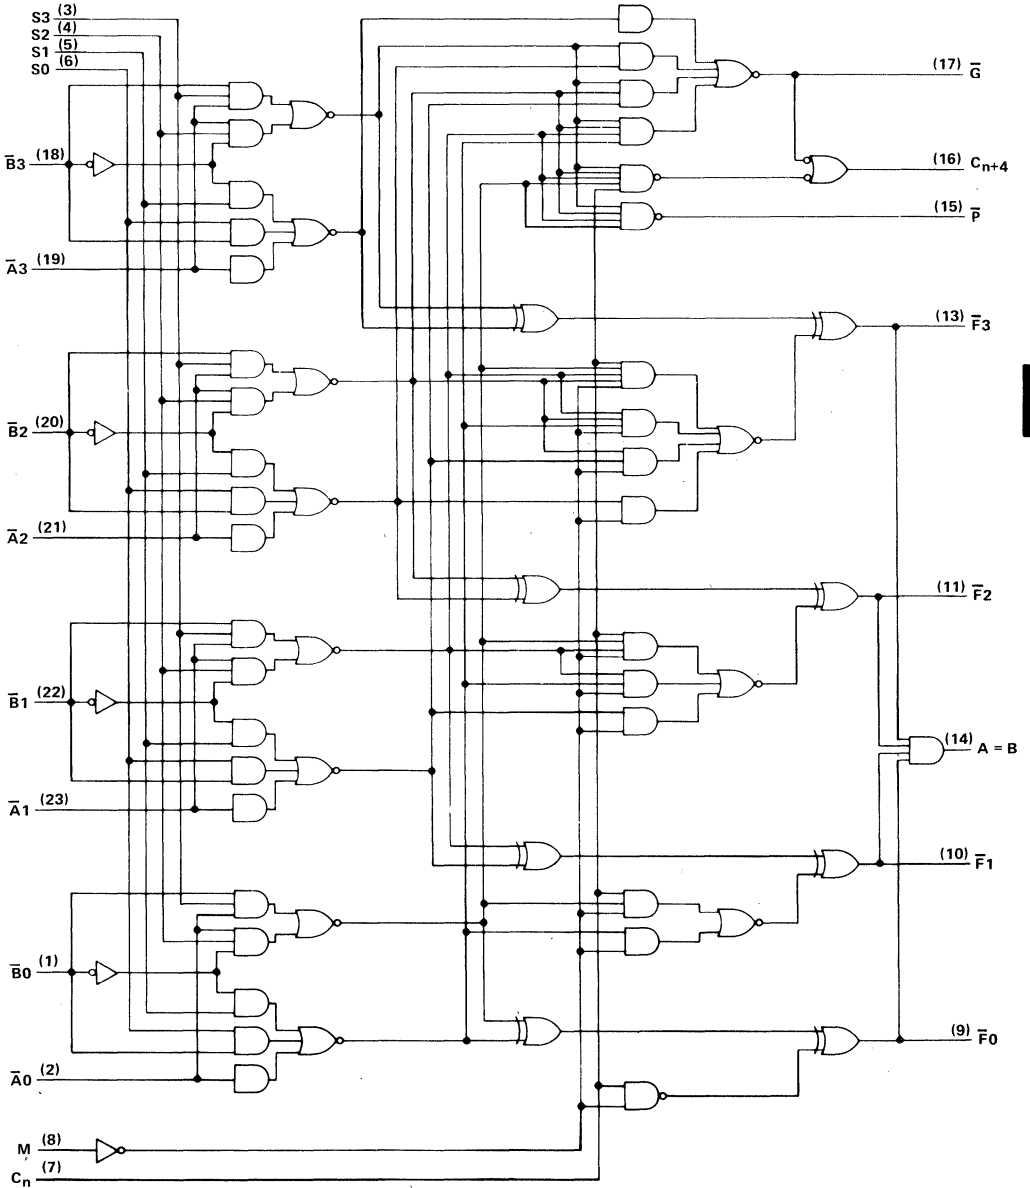 S3 (3)
S2 (4)
S1 (5)
S0 (6)
(17) G̅
B̅3 (18)
(16) Cn+4
(15) P̅
A̅3 (19)
(13) F̅3
B̅2 (20)
A̅2 (21)
(11) F̅2
B̅1 (22)
(14) A = B
A̅1 (23)
(10) F̅1
B̅0 (1)
(9) F̅0
A̅0 (2)
M (8)
Cn (7)